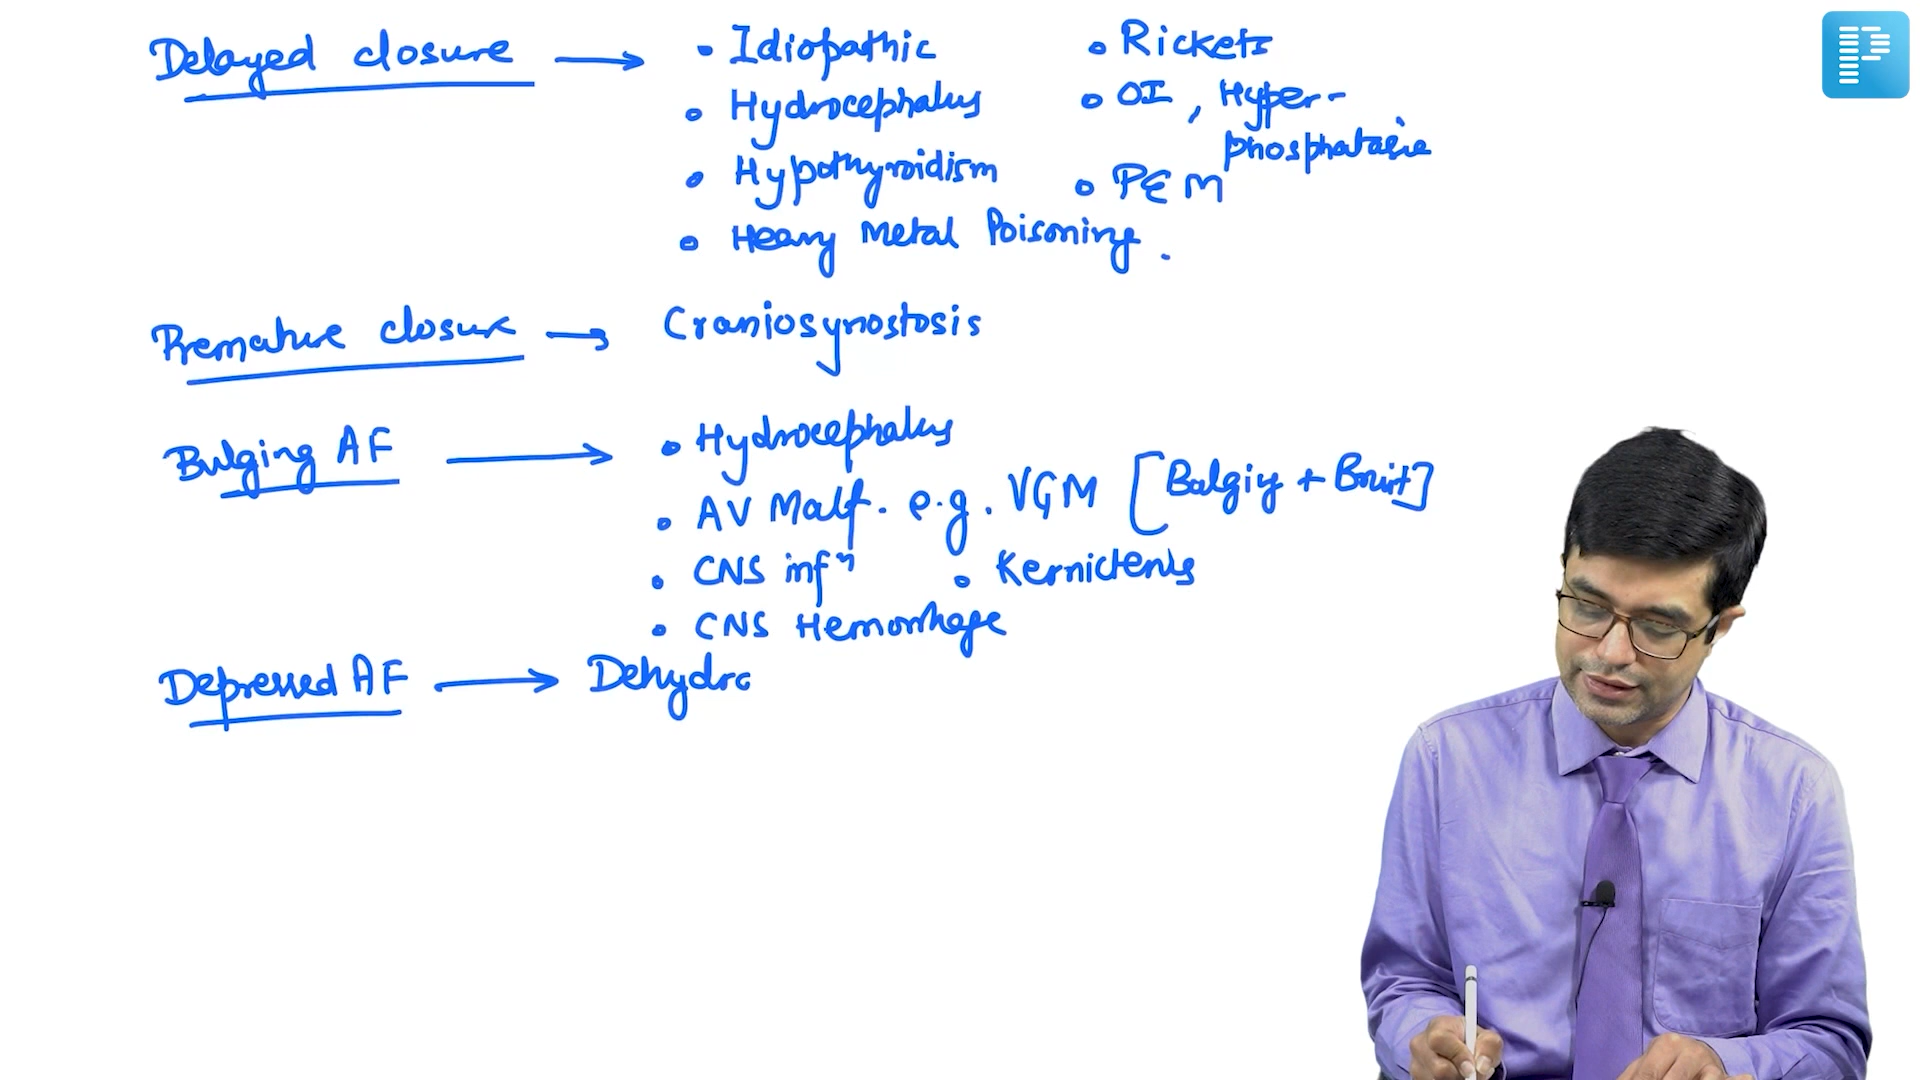 Delayed closure → • Idiopathic • Rickets
• Hydrocephalus • OI, Hyper-
phosphatasia
• Hypothyroidism • PEM
• Heavy Metal Poisoning.
Premature closure → Craniosynostosis
Bulging AF → • Hydrocephalus
• AV Malf. e.g. VGM [Bulging + Bruit]
• CNS infⁿ • Kernicterus
• CNS Hemorrhage
Depressed AF → Dehydra